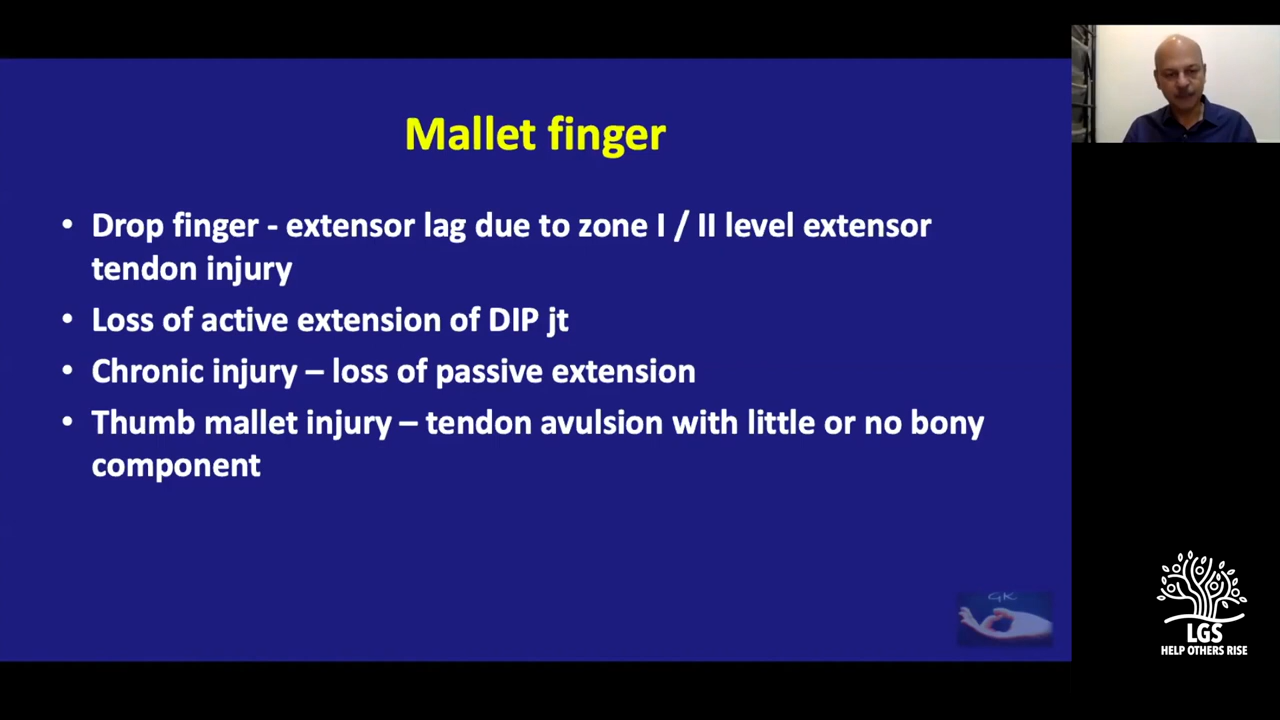 Mallet finger
• Drop finger - extensor lag due to zone I / II level extensor
tendon injury
• Loss of active extension of DIP jt
• Chronic injury – loss of passive extension
• Thumb mallet injury – tendon avulsion with little or no bony
component
GK
LGS
HELP OTHERS RISE